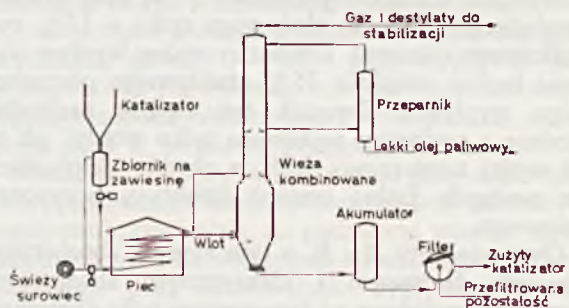 Gaz i destylaty do
stabilizacji
Katalizator
Przeparnik
Lekki olej paliwowy
Zbiornik na
zawiesinę
Wieża
kombinowana
Akumulator
Filter
Wlot
Zużyty
katalizator
Świeży
surowiec
Piec
Przefiltrowana
pozostałość